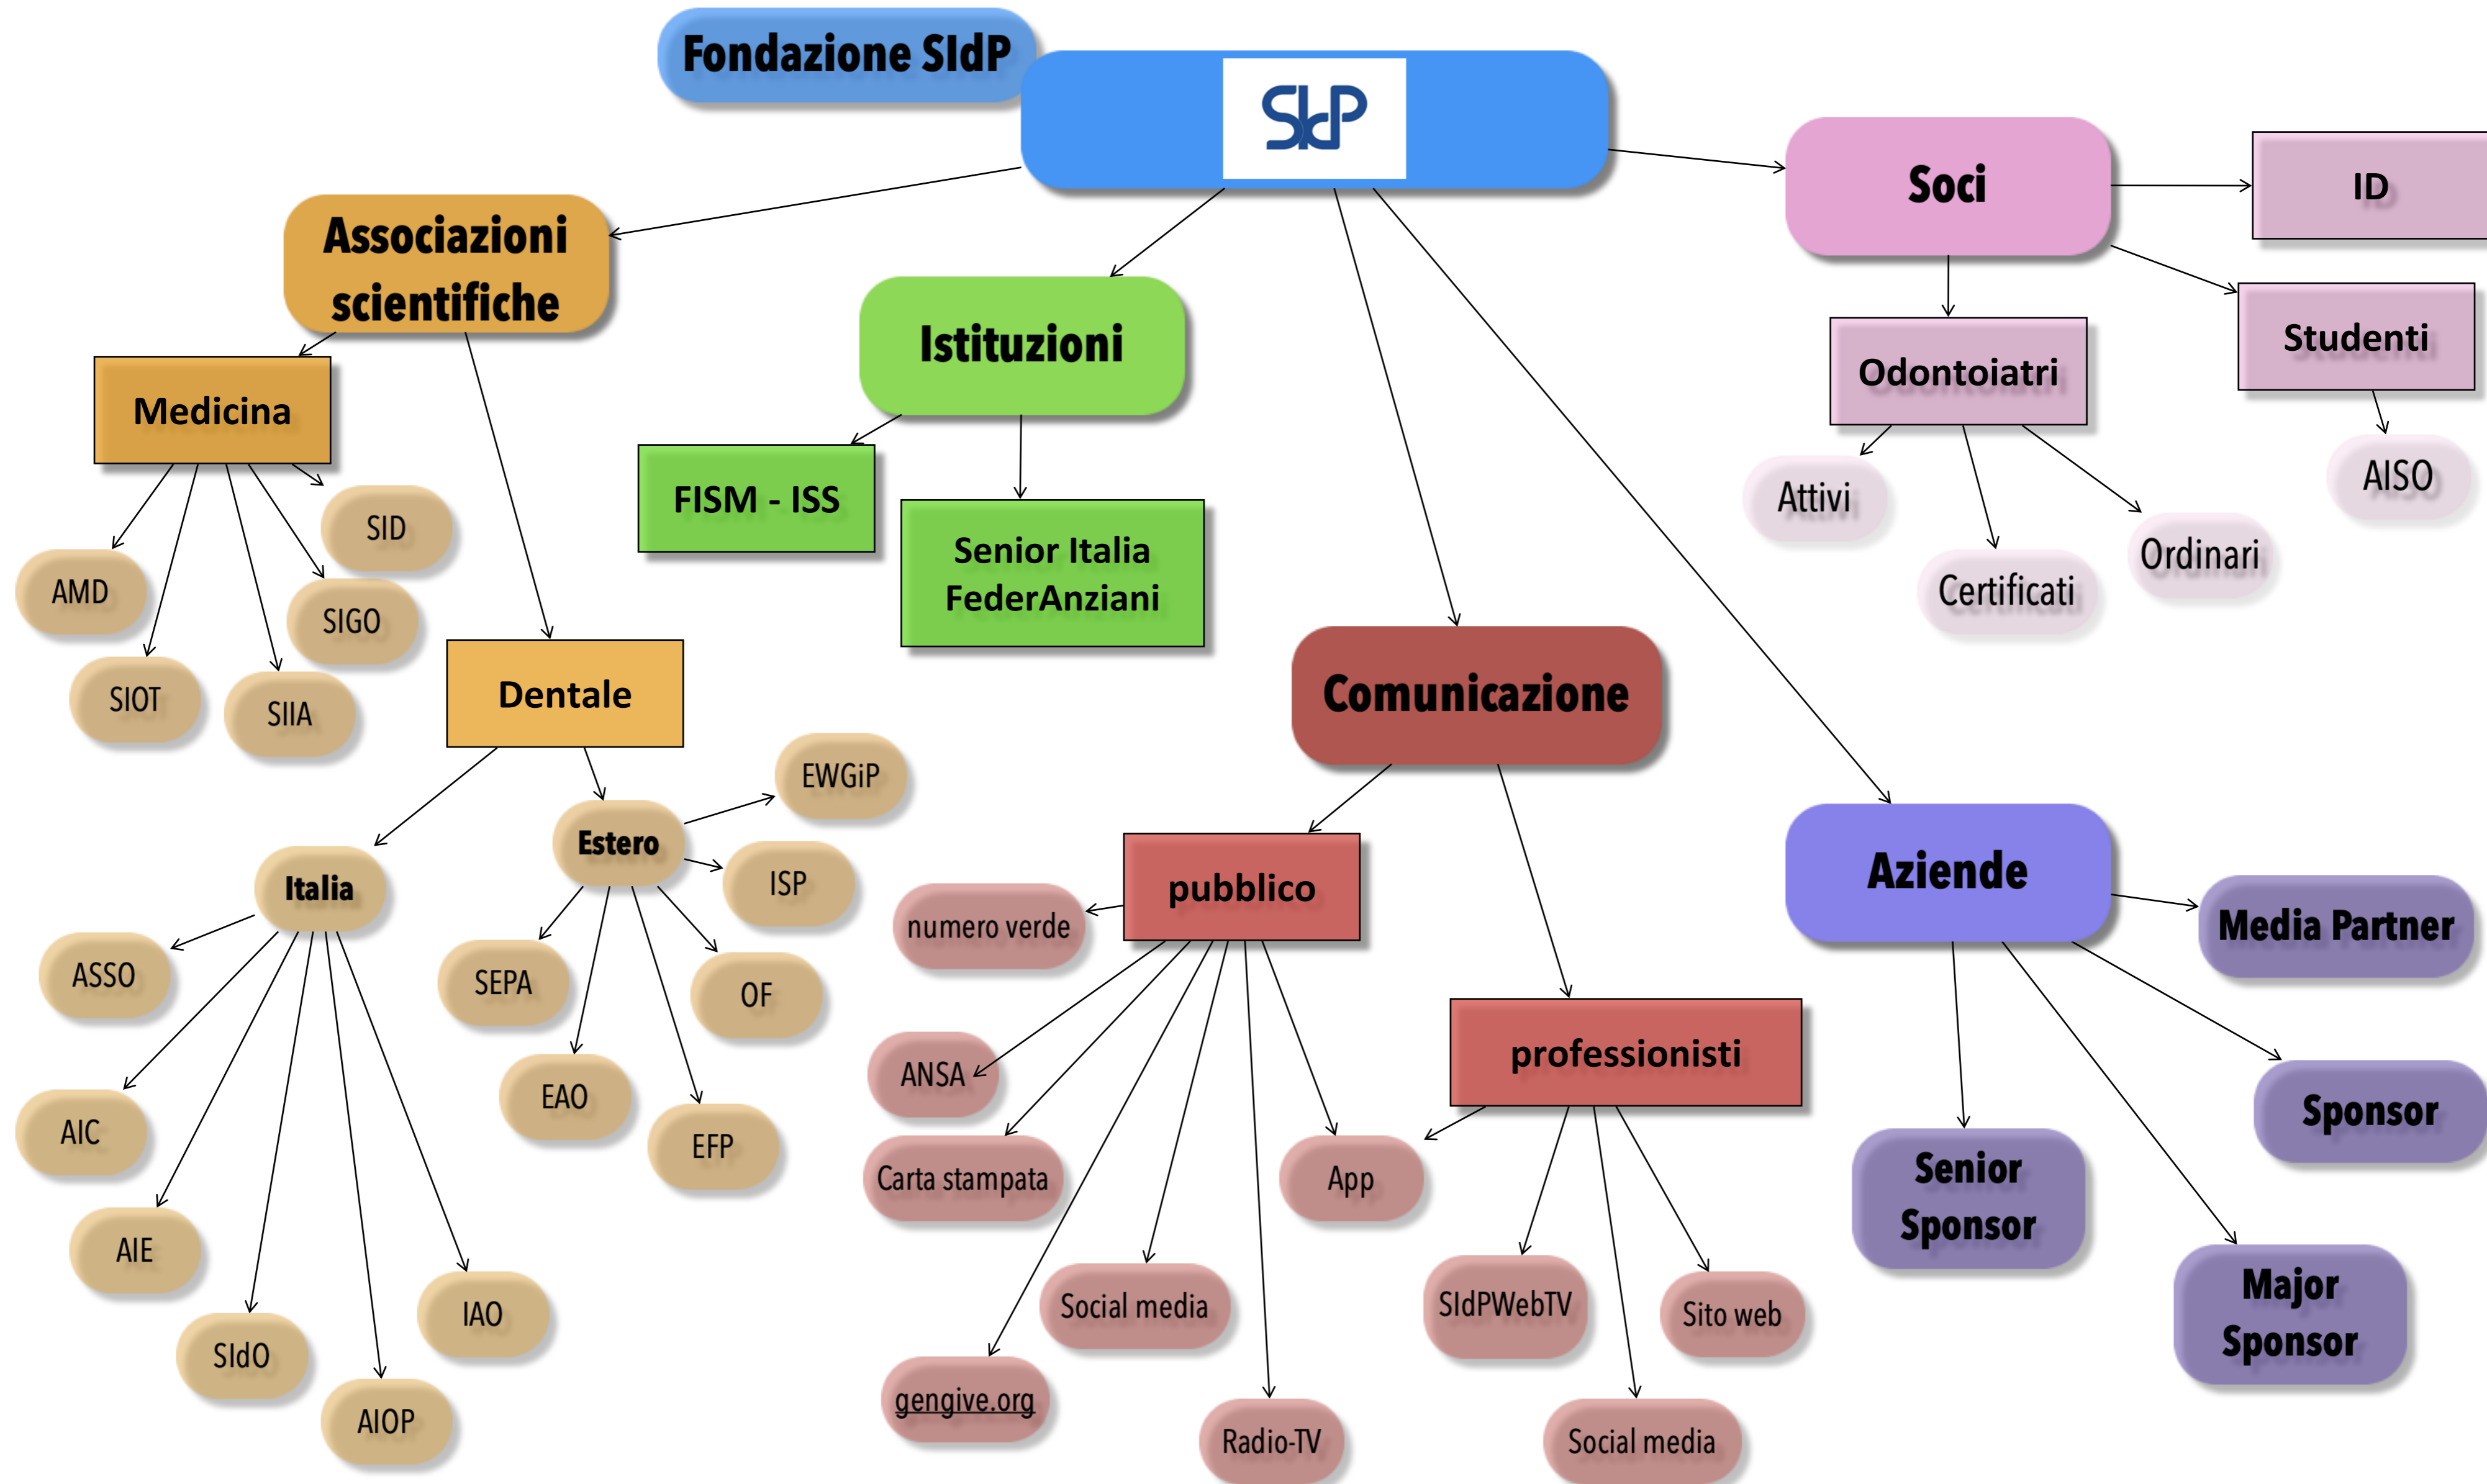 Fondazione SIdP
SIdP
Soci
ID
Associazioni
scientifiche
Istituzioni
Studenti
Odontoiatri
Medicina
AISO
FISM - ISS
Attivi
SID
Senior Italia
FederAnziani
Ordinari
AMD
Certificati
SIGO
SIOT
SIIA
Dentale
Comunicazione
EWGiP
Estero
ISP
Aziende
Italia
pubblico
numero verde
Media Partner
ASSO
SEPA
OF
professionisti
ANSA
EAO
Sponsor
AIC
EFP
Carta stampata
App
Senior
Sponsor
AIE
IAO
Social media
SIdPWebTV
Sito web
Major
Sponsor
SIdO
gengive.org
AIOP
Radio-TV
Social media